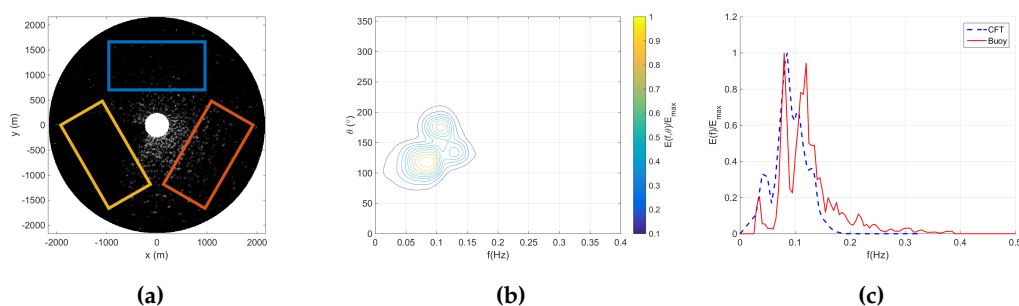 2000
1500
1000
500
0
-500
-1000
-1500
-2000
y (m)
-2000 -1000 0 1000 2000
x (m)
(a)
350
300
250
200
150
100
50
0
θ (°)
0 0.05 0.1 0.15 0.2 0.25 0.3 0.35 0.4
f(Hz)
1
0.9
0.8
0.7
0.6
0.5
0.4
0.3
0.2
0.1
E(f,θ)/Emax
(b)
1.2
1
0.8
0.6
0.4
0.2
0
E(f)/Emax
CFT
Buoy
0 0.1 0.2 0.3 0.4 0.5
f(Hz)
(c)